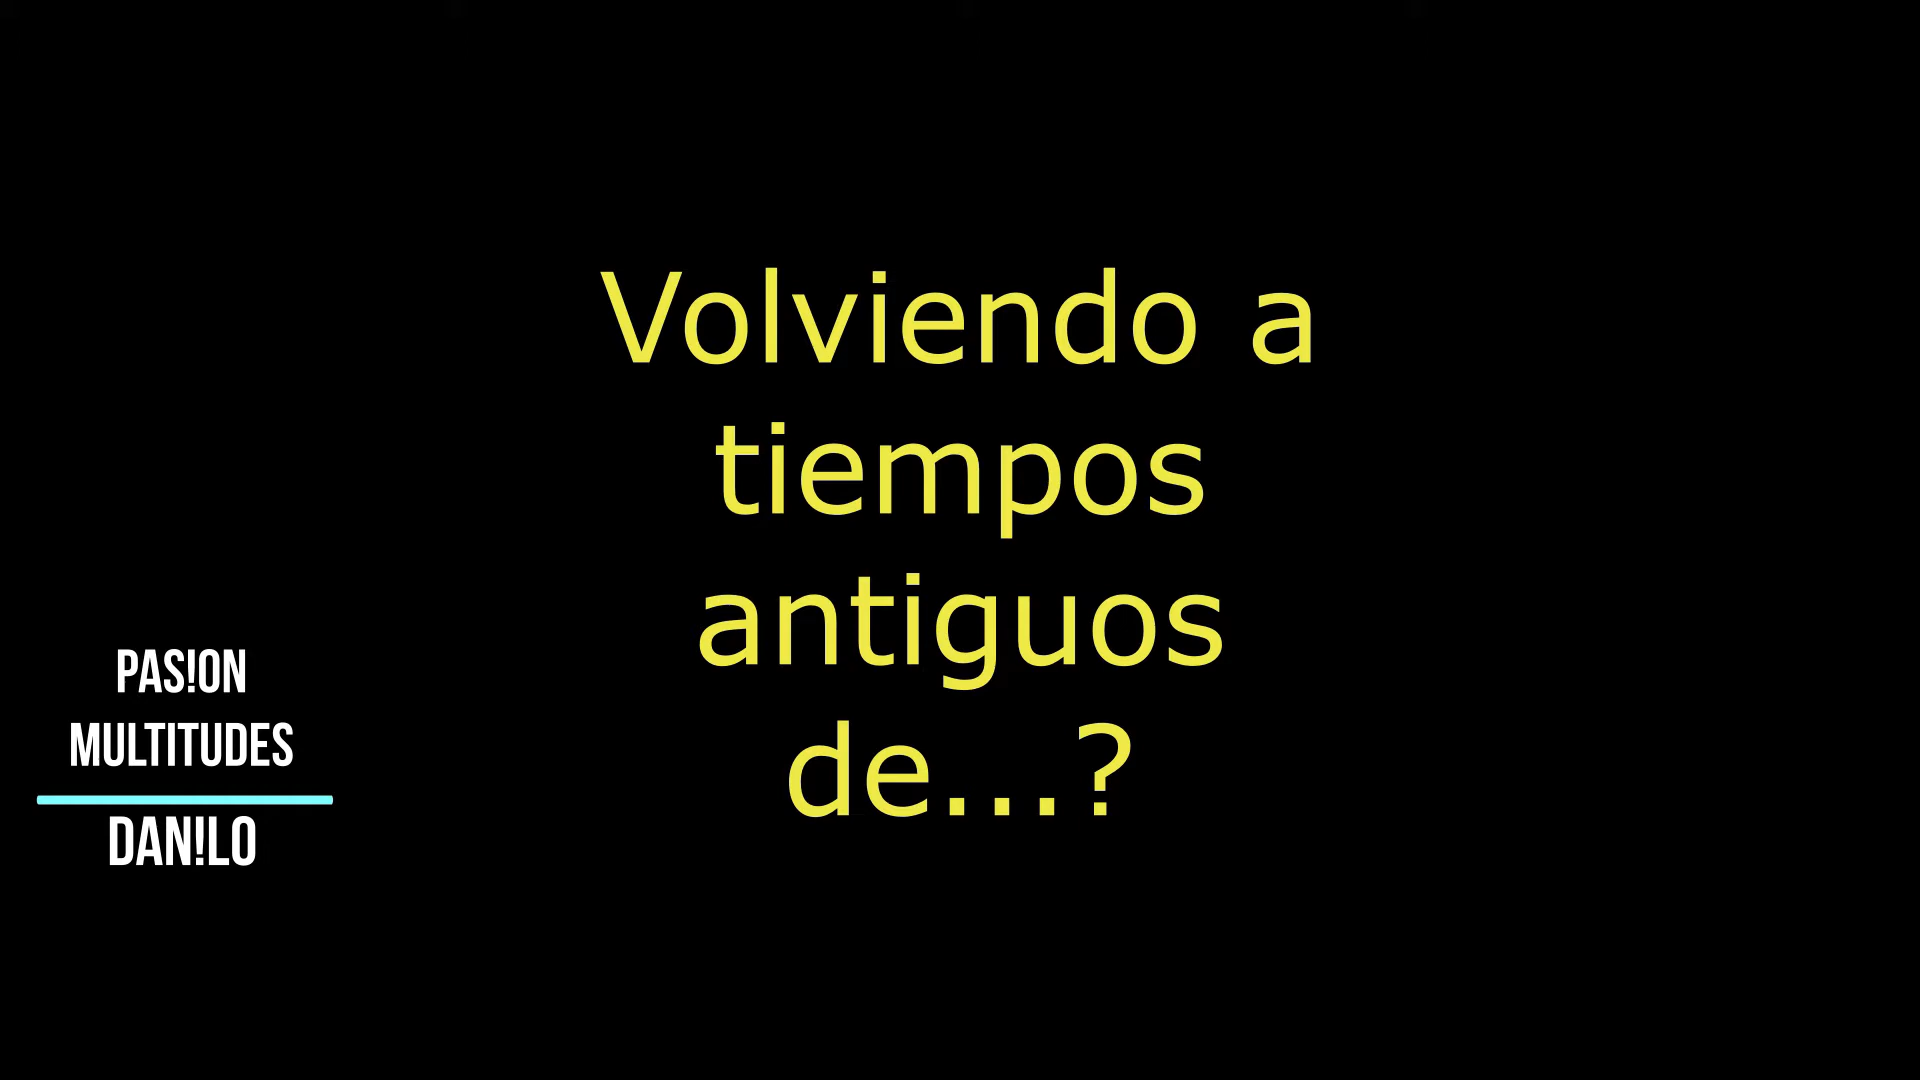 Volviendo a
tiempos
antiguos
de...?
PAS!ON
MULTITUDES
DAN!LO